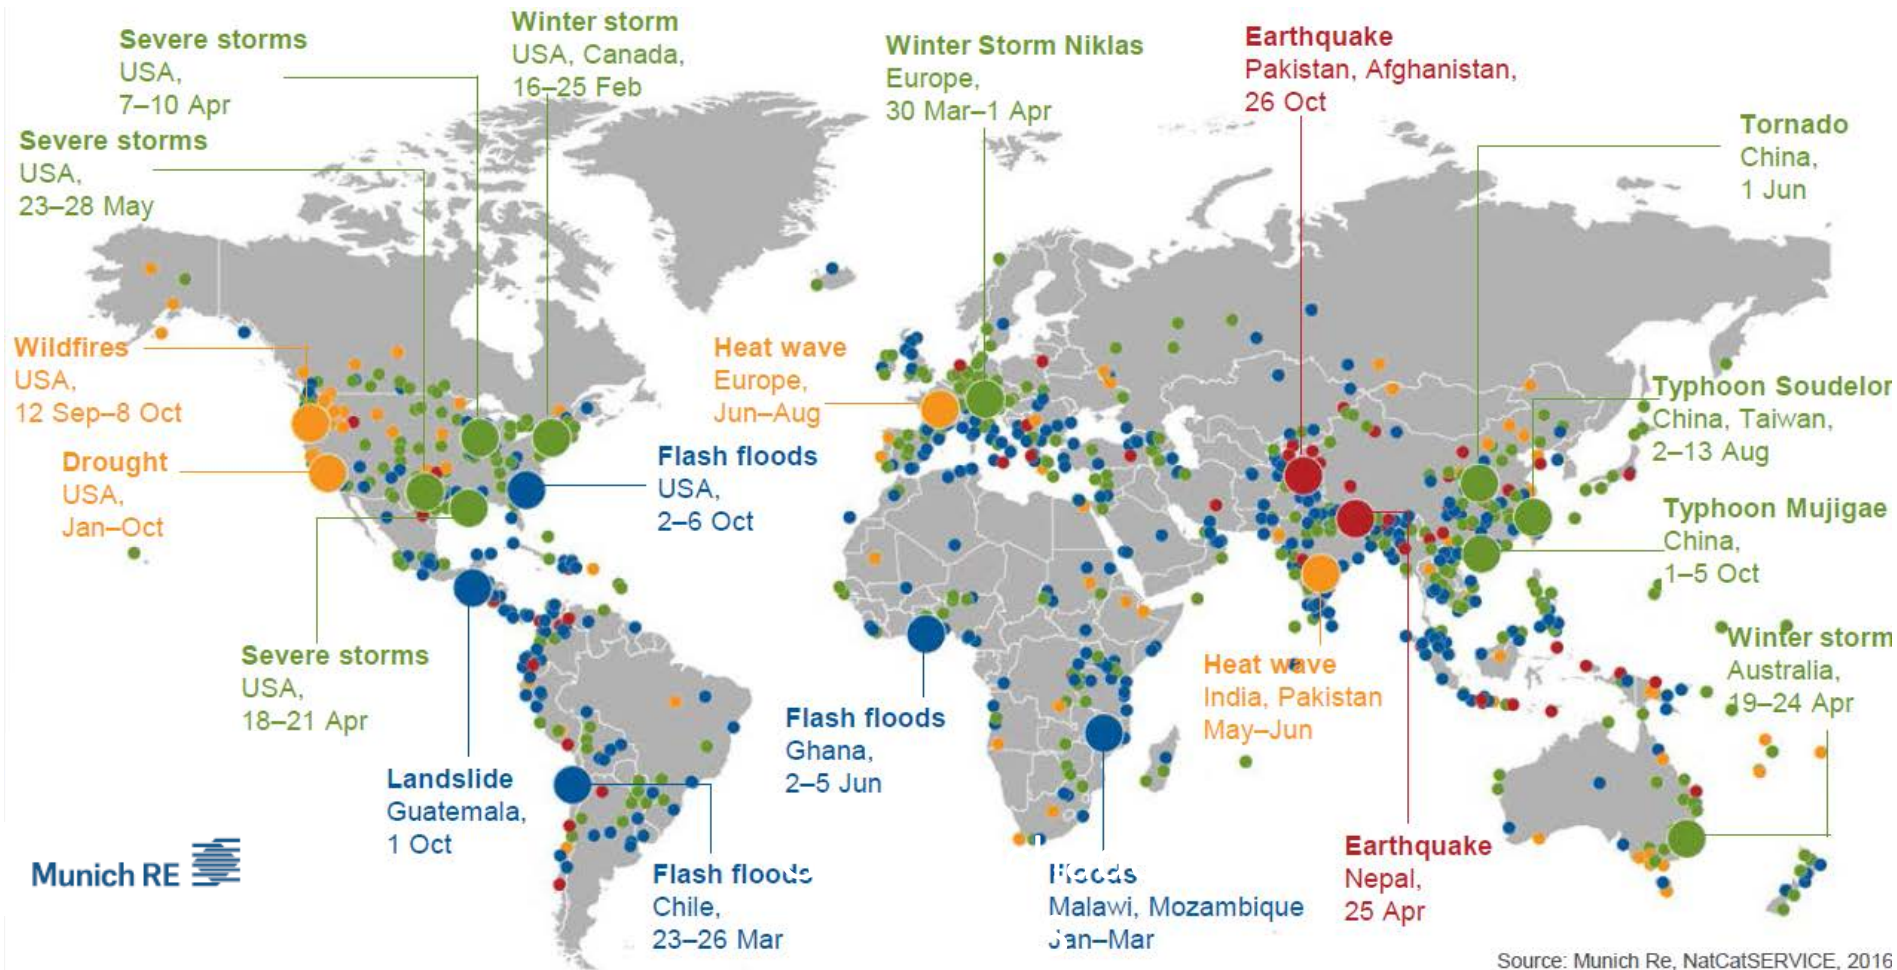 Severe storms
USA,
7–10 Apr
Winter storm
USA, Canada,
16–25 Feb
Winter Storm Niklas
Europe,
30 Mar–1 Apr
Earthquake
Pakistan, Afghanistan,
26 Oct
Tornado
China,
1 Jun
Severe storms
USA,
23–28 May
Wildfires
USA,
12 Sep–8 Oct
Heat wave
Europe,
Jun–Aug
Typhoon Soudelor
China, Taiwan,
2–13 Aug
Drought
USA,
Jan–Oct
Flash floods
USA,
2–6 Oct
Typhoon Mujigae
China,
1–5 Oct
Severe storms
USA,
18–21 Apr
Heat wave
India, Pakistan
May–Jun
Winter storm
Australia,
19–24 Apr
Flash floods
Ghana,
2–5 Jun
Landslide
Guatemala,
1 Oct
Flash floods
Chile,
23–26 Mar
Floods
Malawi, Mozambique
Jan–Mar
Earthquake
Nepal,
25 Apr
Munich RE
Source: Munich Re, NatCatSERVICE, 2016